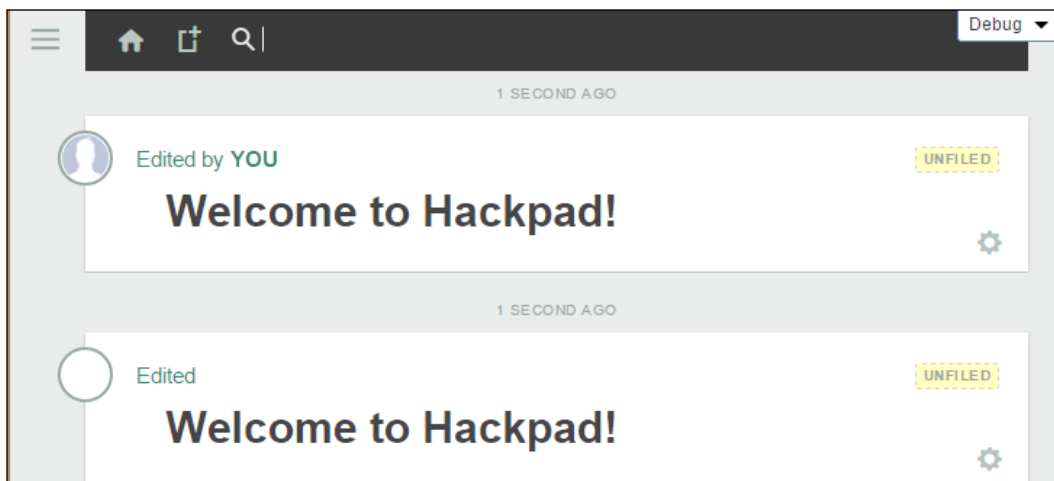 Debug
1 SECOND AGO
Edited by YOU
UNFILED
Welcome to Hackpad!
1 SECOND AGO
Edited
UNFILED
Welcome to Hackpad!